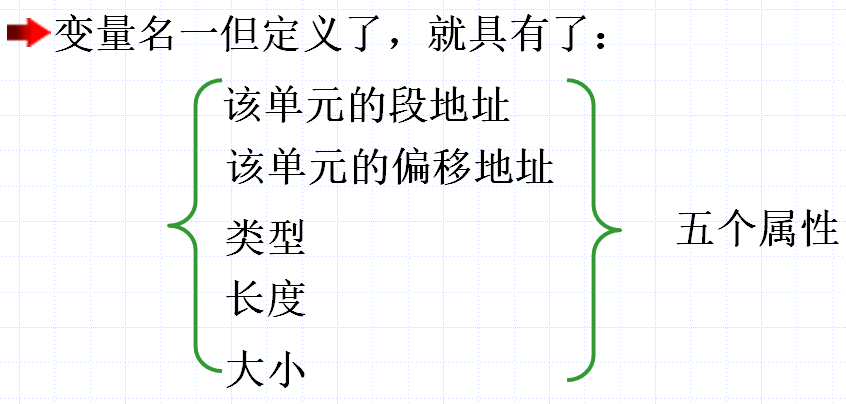 变量名一但定义了，就具有了：
该单元的段地址
该单元的偏移地址
类型
长度
大小
五个属性